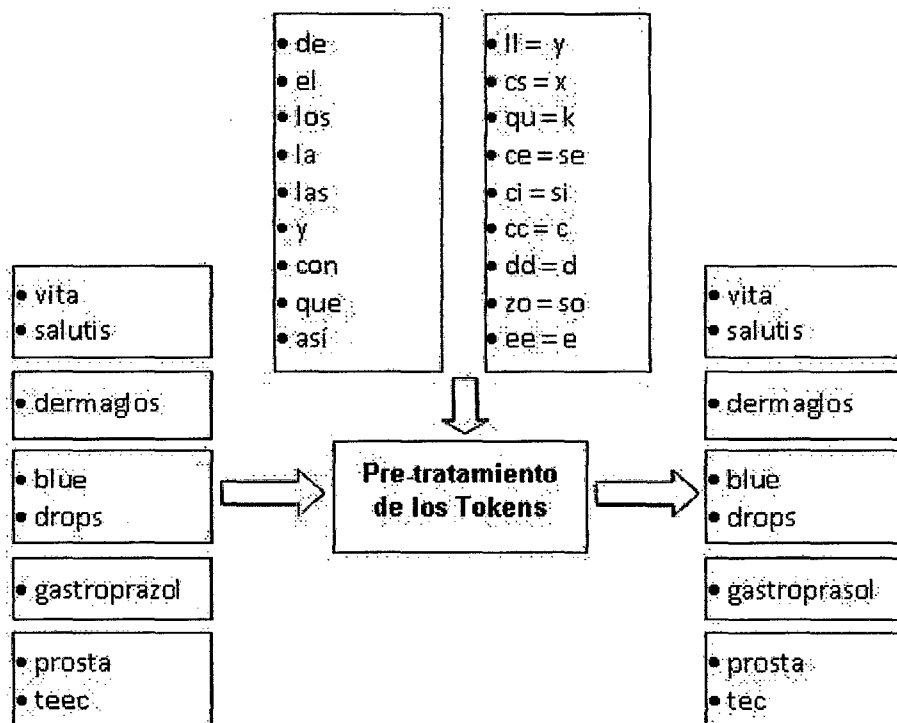 • de
• el
• los
• la
• las
• y
• con
• que
• así
• ll = y
• cs = x
• qu = k
• ce = se
• ci = si
• cc = c
• dd = d
• zo = so
• ee = e
• vita
• salutis
• dermaglos
• blue
• drops
• gastroprazol
• prosta
• teec
Pre-tratamiento
de los Tokens
• vita
• salutis
• dermaglos
• blue
• drops
• gastroprasol
• prosta
• tec